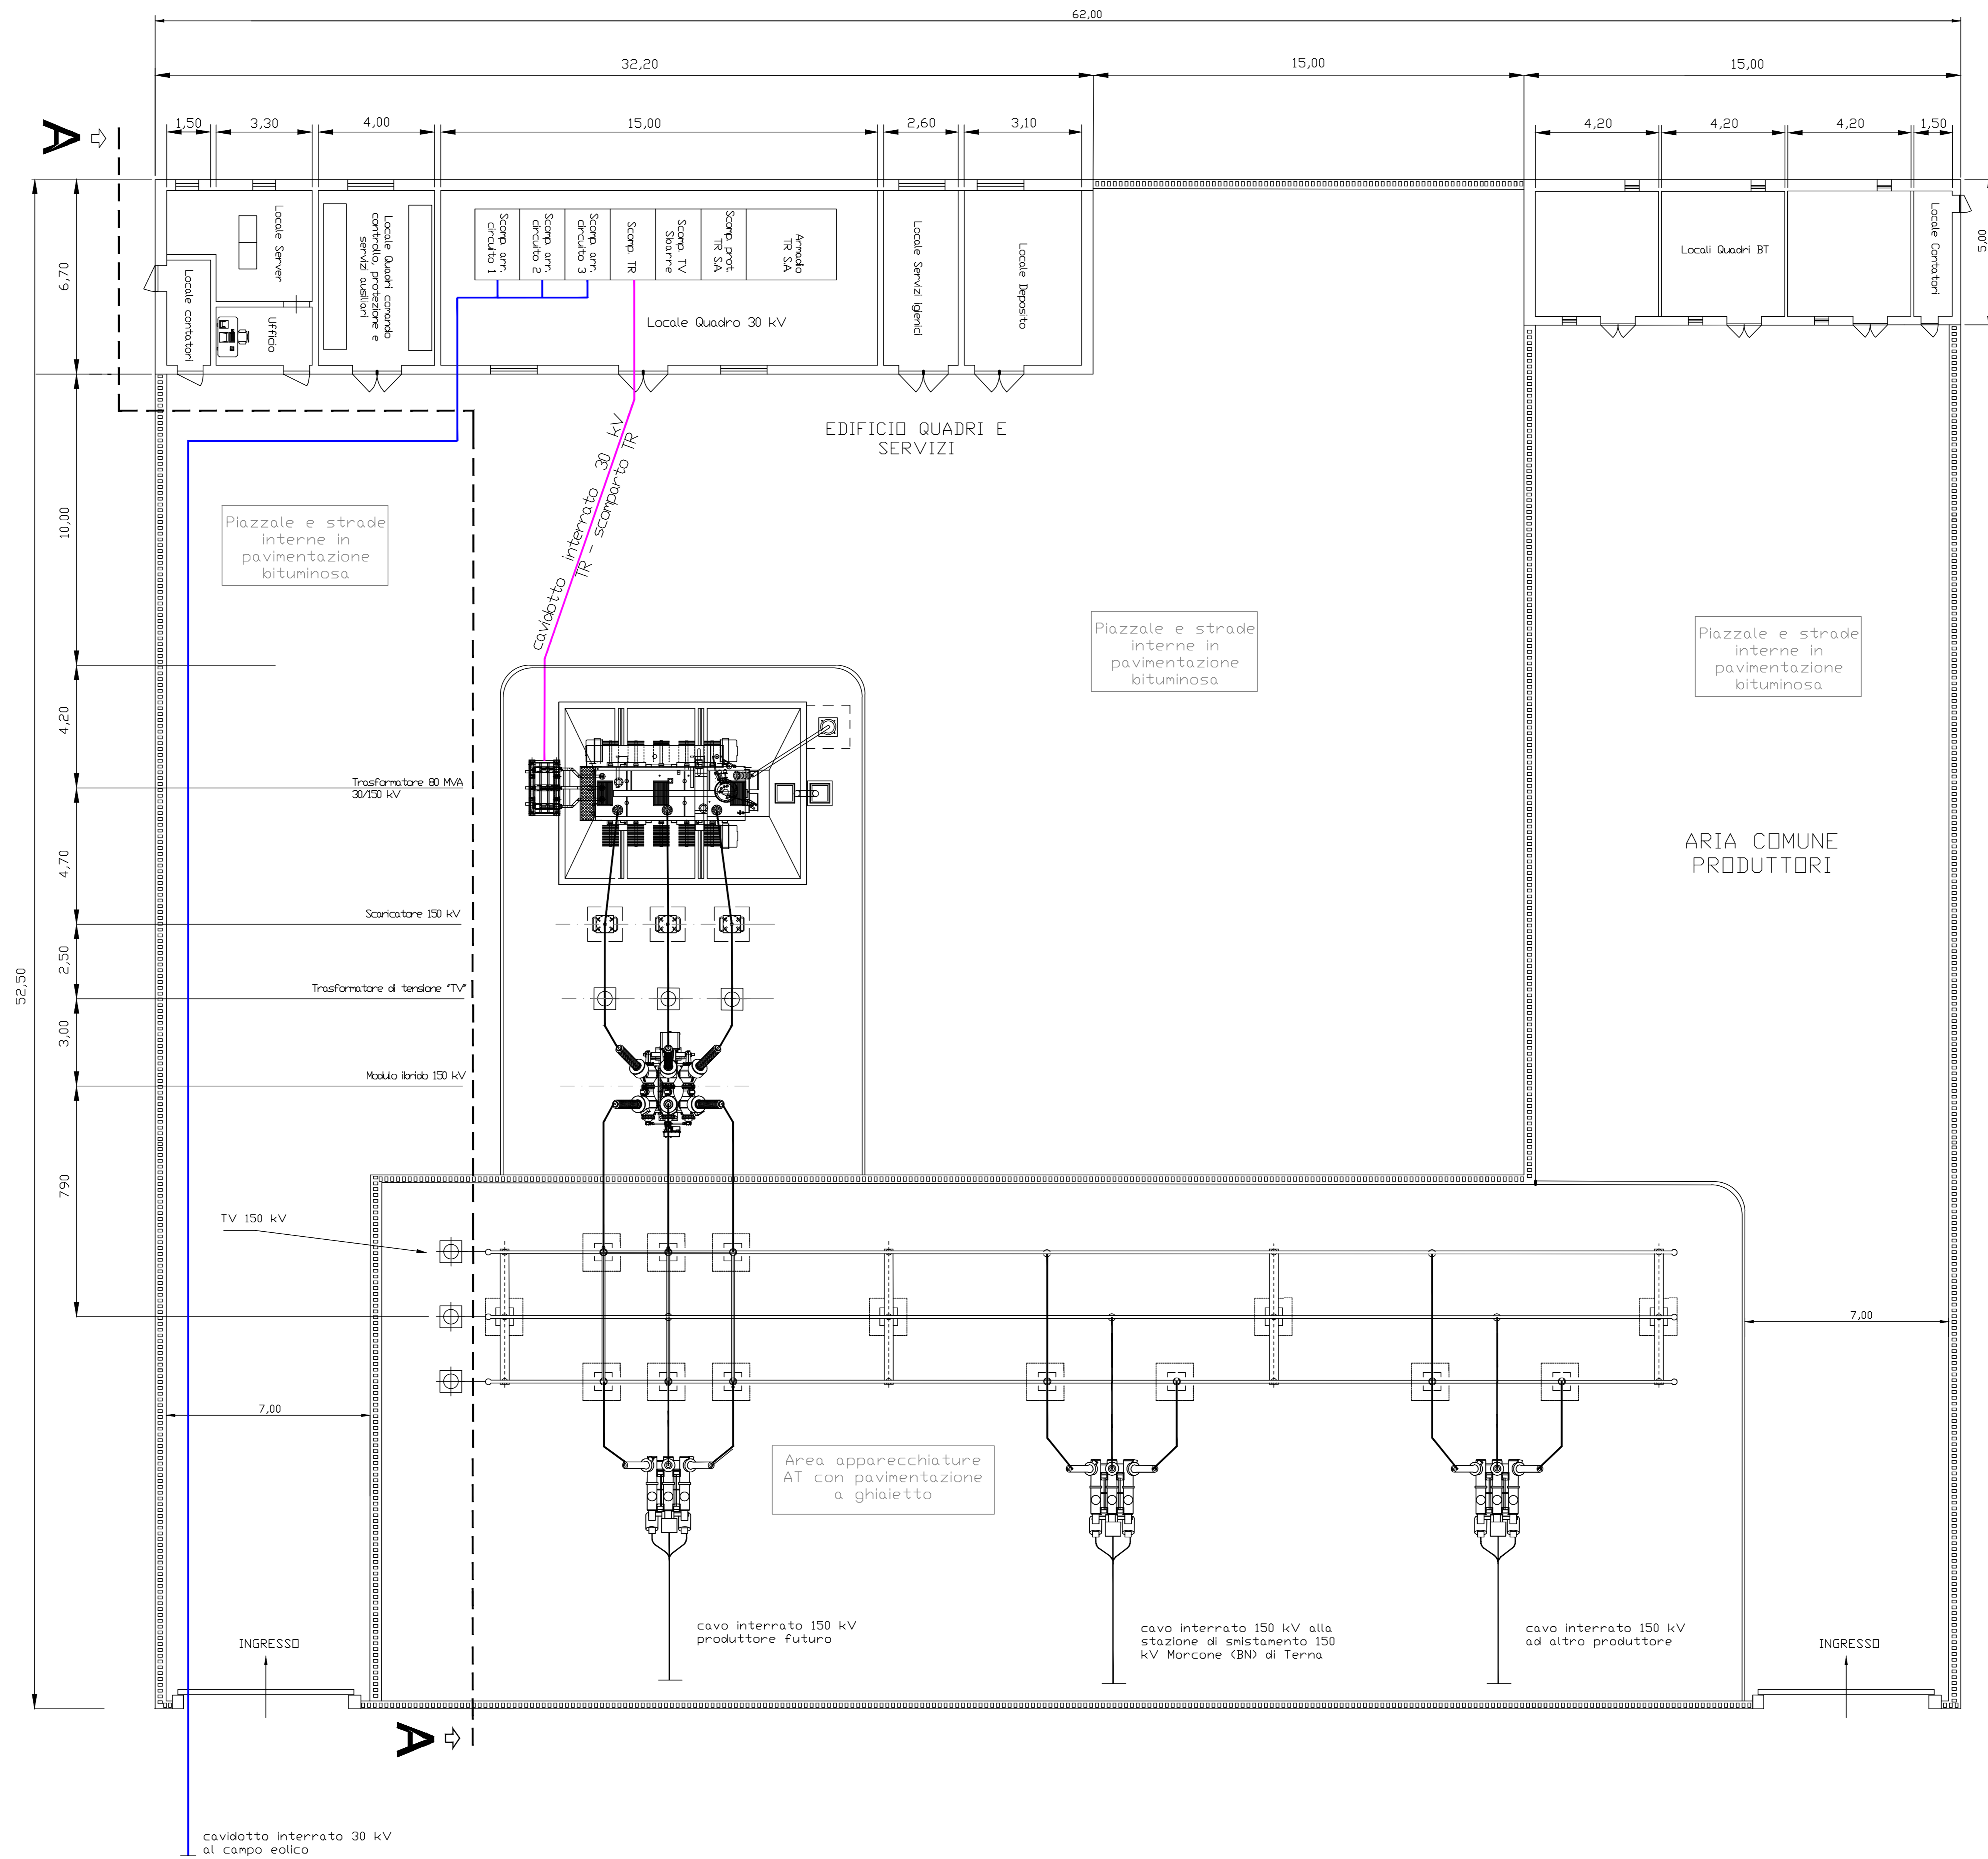 62,00
32,20
15,00
15,00
A
1,50
3,30
4,00
15,00
2,60
3,10
4,20
4,20
4,20
1,50
6,70
5,00
Locale Server
Locale contatori
Ufficio
Locale Quadri comando
controllo, protezione e
servizi ausiliari
Scomp. arr.
circuito 1
Scomp. arr.
circuito 2
Scomp. arr.
circuito 3
Scomp. TR
Scomp. TV
Sbarre
Scomp. prot
TR S.A
Armadio
TR S.A
Locale Quadro 30 kV
Locale Servizi igienici
Locale Deposito
Locali Quadri BT
Locale Contatori
EDIFICIO QUADRI E
SERVIZI
cavidotto interrato 30 kV
TR - scomparto TR
10,00
Piazzale e strade
interne in
pavimentazione
bituminosa
Piazzale e strade
interne in
pavimentazione
bituminosa
Piazzale e strade
interne in
pavimentazione
bituminosa
4,20
Trasformatore 80 MVA
30/150 kV
ARIA COMUNE
PRODUTTORI
4,70
Scaricatore 150 kV
2,50
52,50
Trasformatore di tensione "TV"
3,00
Modulo ibrido 150 kV
790
TV 150 kV
7,00
7,00
Area apparecchiature
AT con pavimentazione
a ghiaietto
INGRESSO
cavo interrato 150 kV
produttore futuro
cavo interrato 150 kV alla
stazione di smistamento 150
kV Morcone (BN) di Terna
cavo interrato 150 kV
ad altro produttore
INGRESSO
A
cavidotto interrato 30 kV
al campo eolico